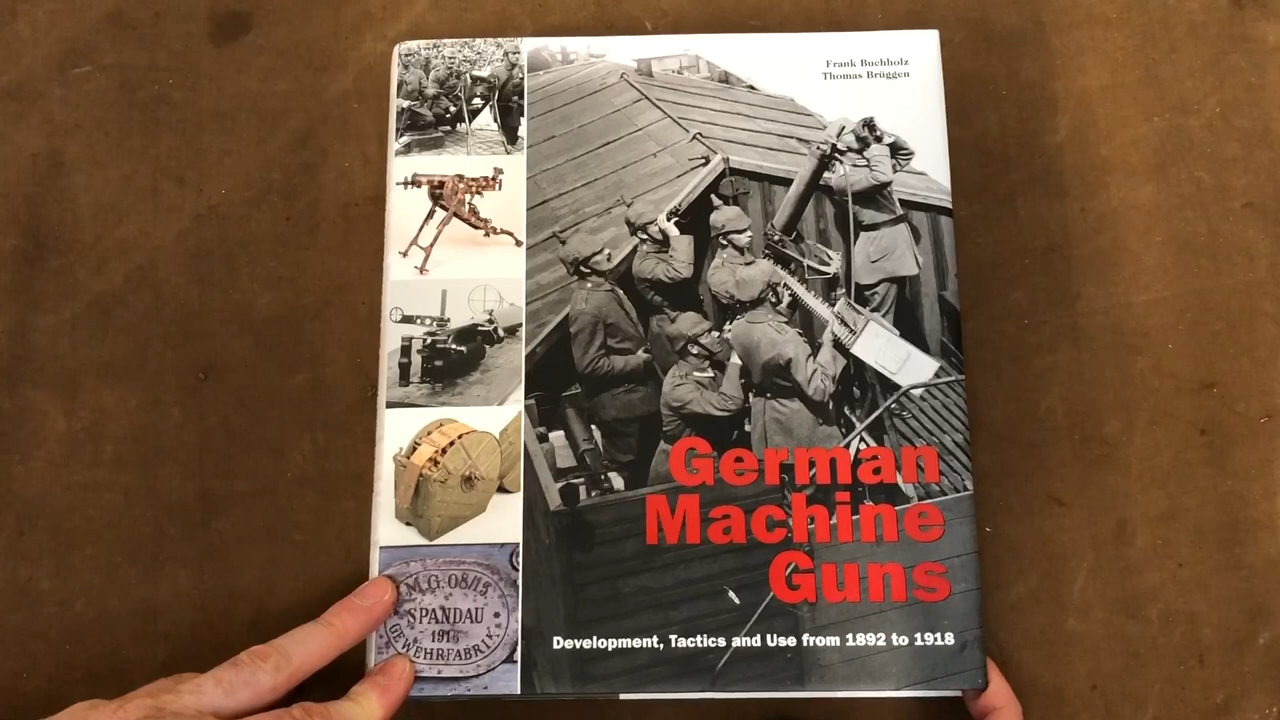 Frank Buchholz
Thomas Brüggen
German
Machine
Guns
Development, Tactics and Use from 1892 to 1918
M.G. 08/15
SPANDAU
1916
GEWEHRFABRIK